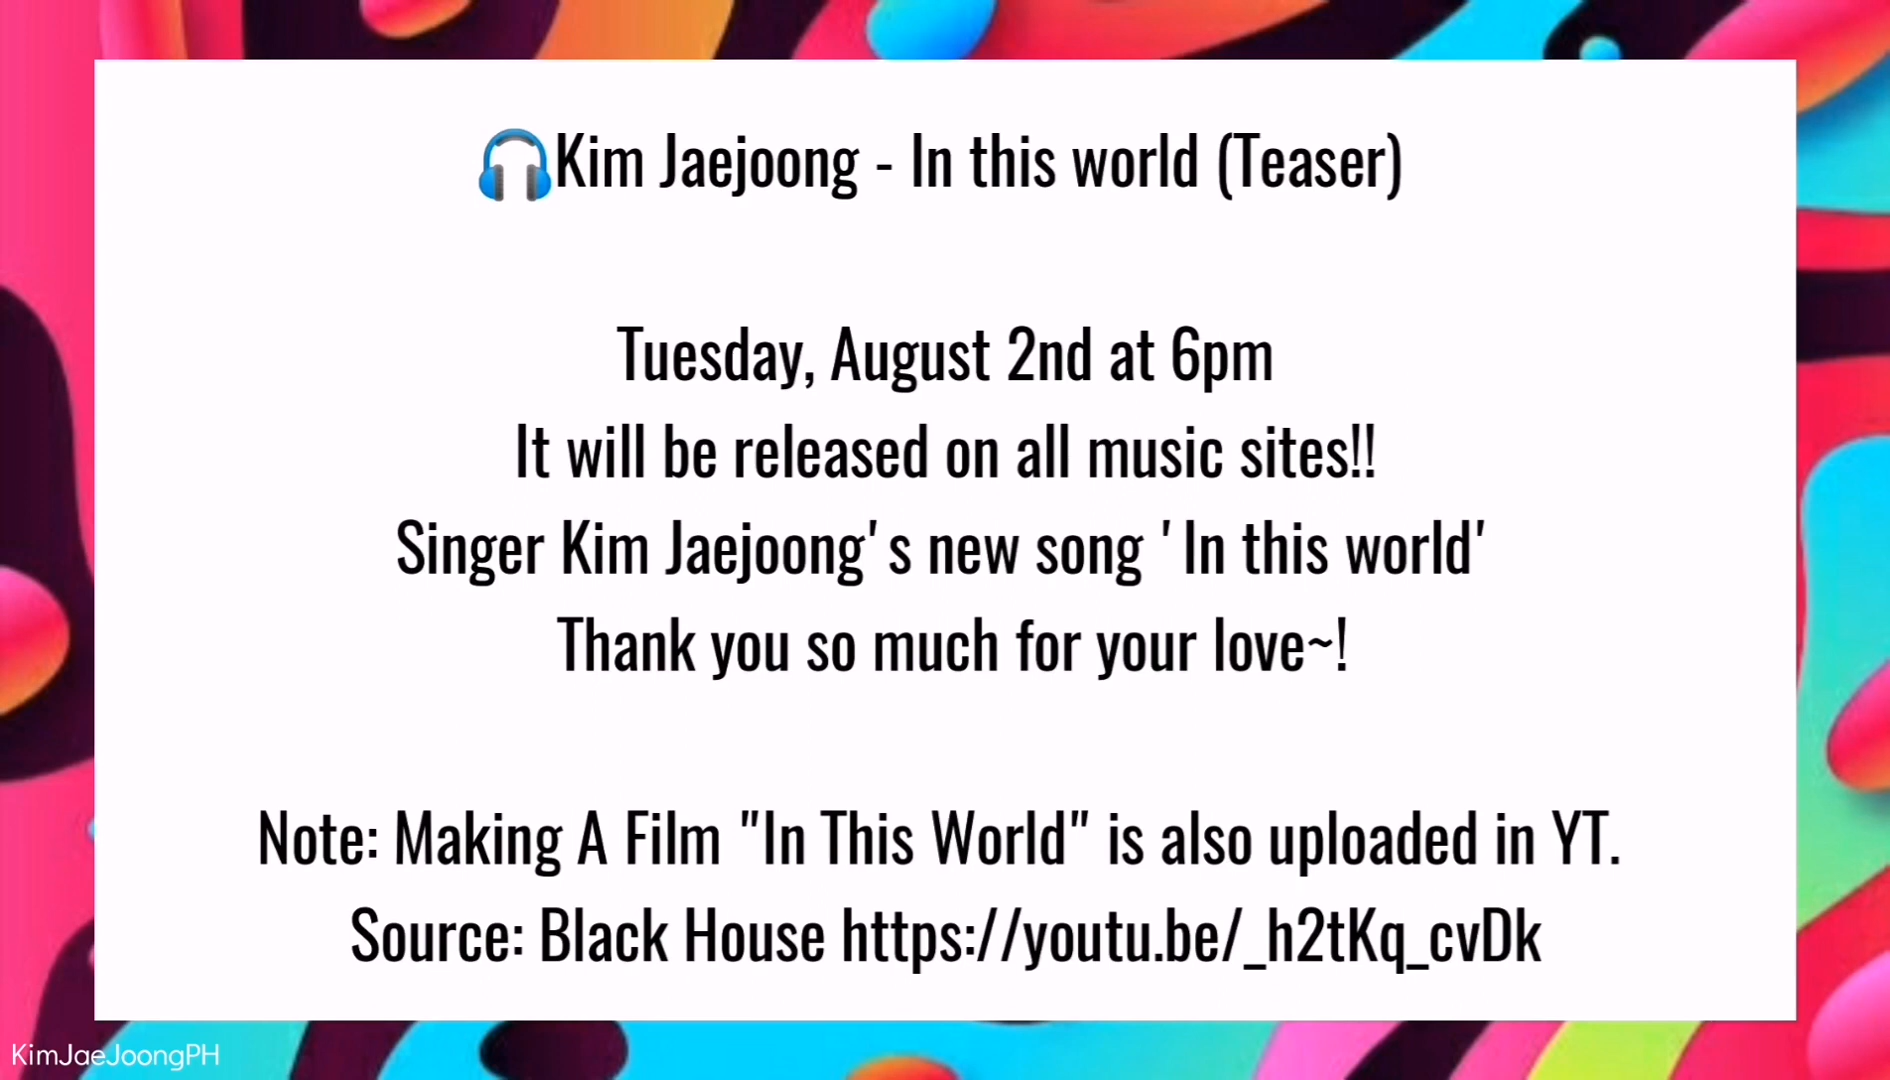 🎧Kim Jaejoong - In this world (Teaser)
Tuesday, August 2nd at 6pm
It will be released on all music sites!!
Singer Kim Jaejoong's new song 'In this world'
Thank you so much for your love~!
Note: Making A Film "In This World" is also uploaded in YT.
Source: Black House https://youtu.be/_h2tKq_cvDk
KimJaeJoongPH